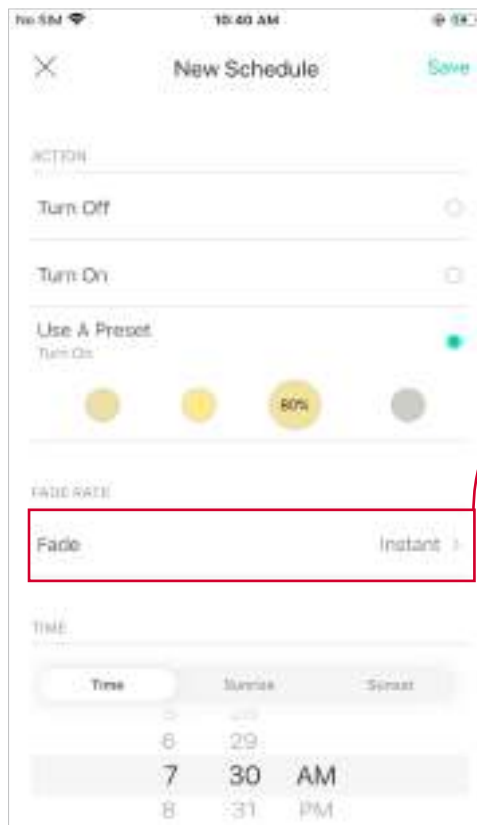 No SIM 10:40 AM
New Schedule Save
ACTION
Turn Off
Turn On
Use A Preset
Turn On
80%
FADE RATE
Fade Instant
TIME
Time Sunrise Sunset
6 29
7 30 AM
8 31 PM